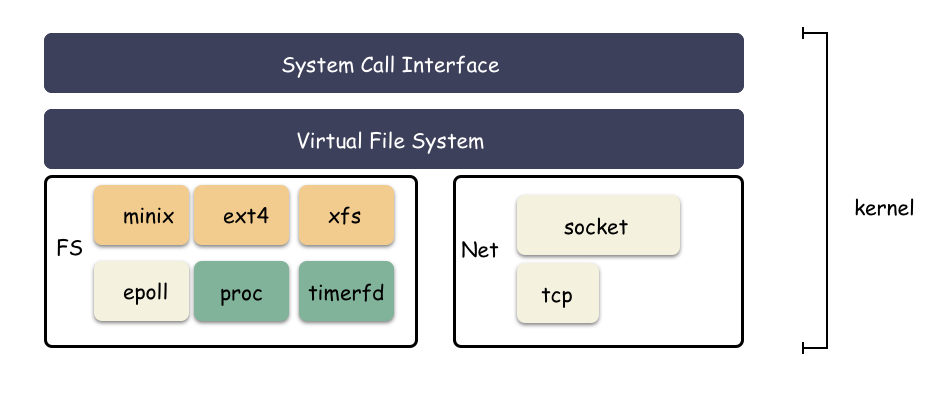 System Call Interface
Virtual File System
FS
minix
ext4
xfs
epoll
proc
timerfd
Net
socket
tcp
kernel